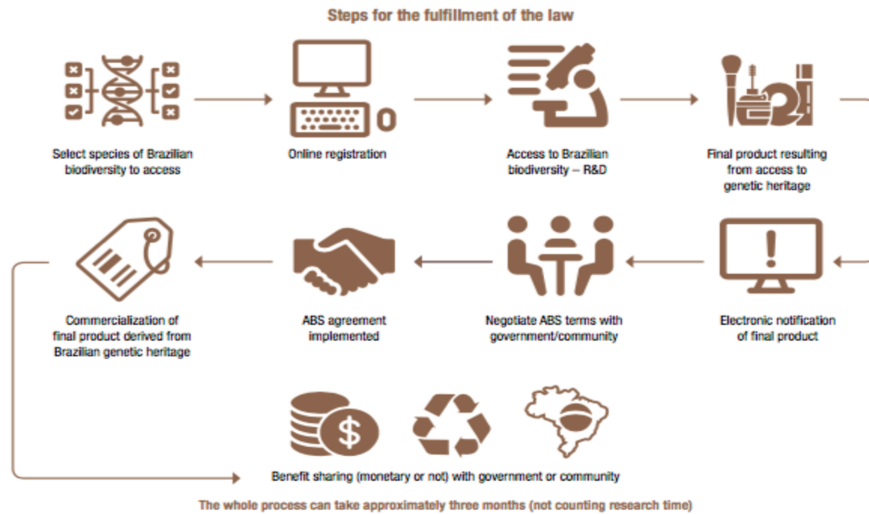 Steps for the fulfillment of the law
Select species of Brazilian
biodiversity to access
Online registration
Access to Brazilian
biodiversity – R&D
Final product resulting
from access to
genetic heritage
Commercialization of
final product derived from
Brazilian genetic heritage
ABS agreement
implemented
Negotiate ABS terms with
government/community
Electronic notification
of final product
Benefit sharing (monetary or not) with government or community
The whole process can take approximately three months (not counting research time)